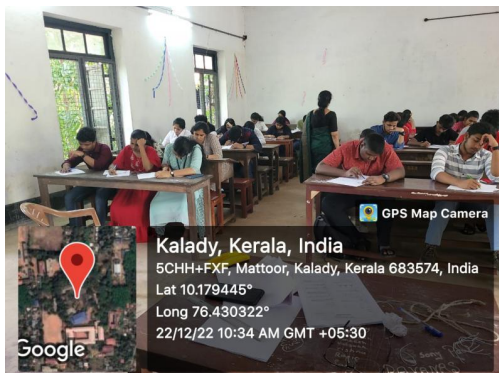 GPS Map Camera
Kalady, Kerala, India
5CHH+FXF, Mattoor, Kalady, Kerala 683574, India
Lat 10.179445°
Long 76.430322°
22/12/22 10:34 AM GMT +05:30
Google